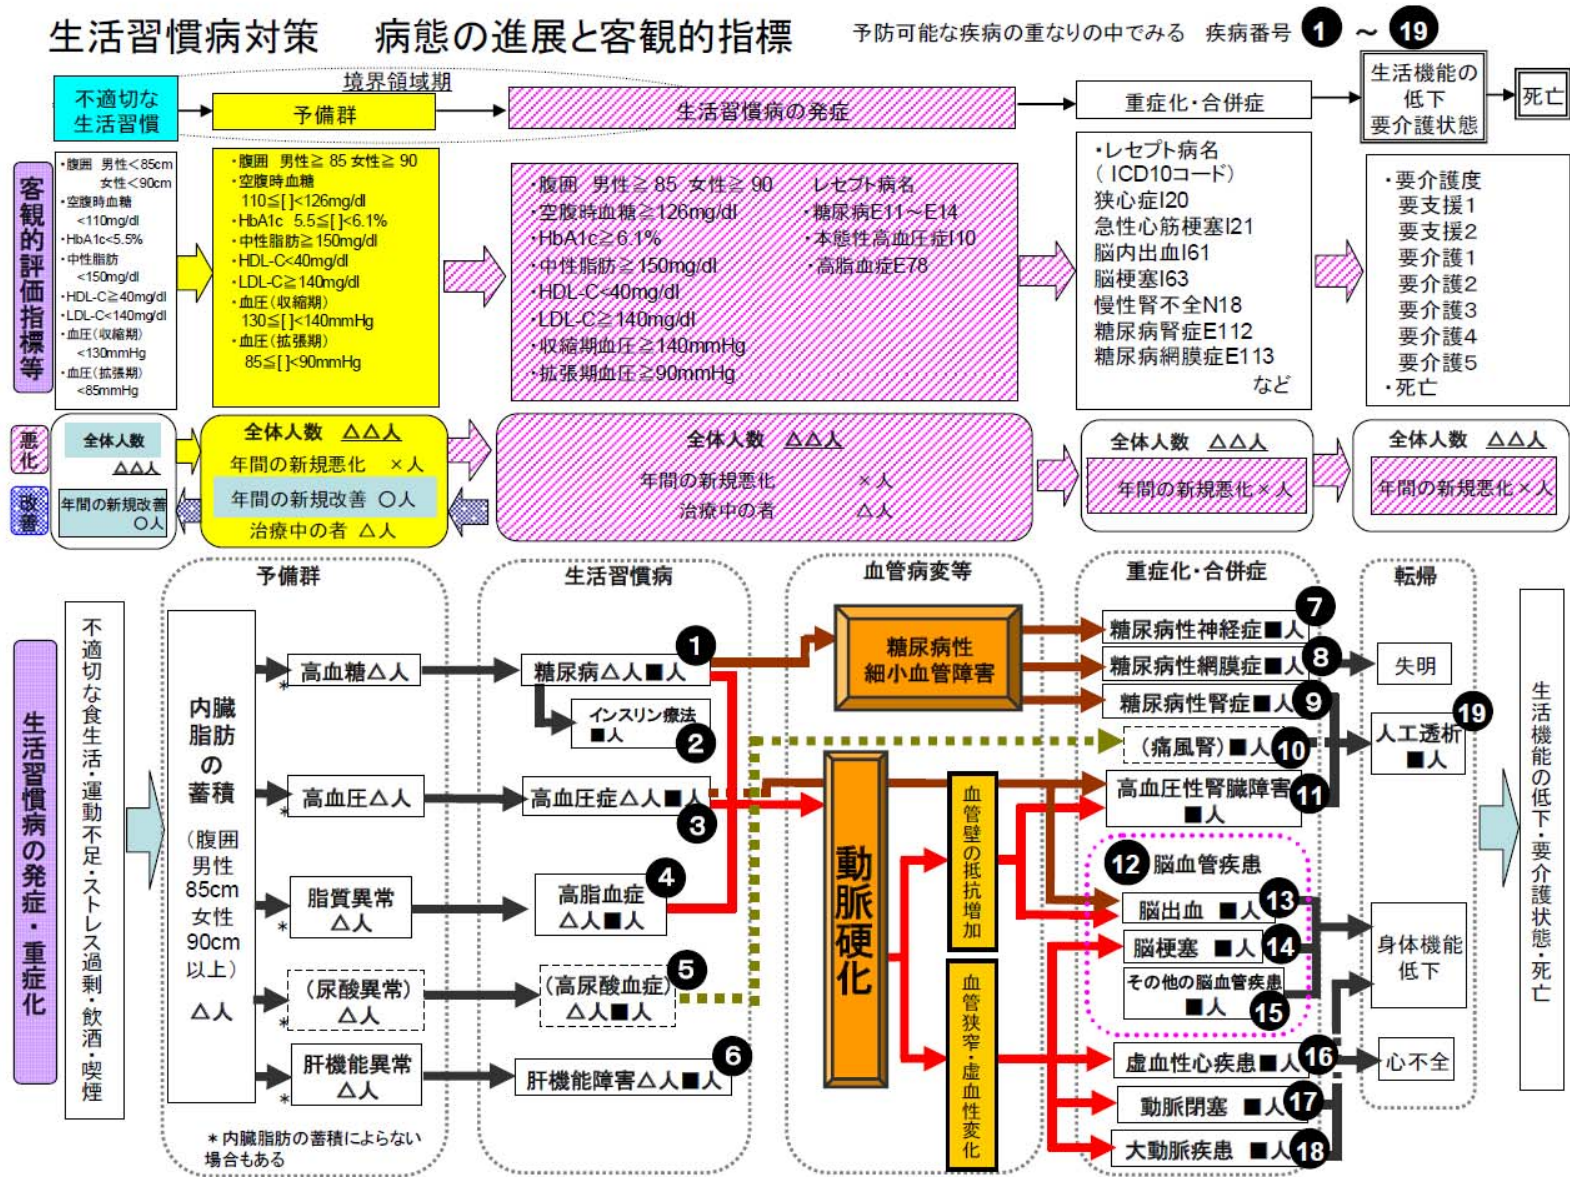 生活習慣病対策　病態の進展と客観的指標
予防可能な疾病の重なりの中でみる　疾病番号 1 ～ 19
境界領域期
不適切な
生活習慣
予備群
生活習慣病の発症
重症化・合併症
生活機能の
低下
要介護状態
死亡
客観的評価指標等
・腹囲　男性＜85cm
女性＜90cm
・空腹時血糖
＜110mg/dl
・HbA1c＜5.5%
・中性脂肪
＜150mg/dl
・HDL-C≧40mg/dl
・LDL-C＜140mg/dl
・血圧（収縮期）
＜130mmHg
・血圧（拡張期）
＜85mmHg
・腹囲　男性≧ 85 女性≧ 90
・空腹時血糖
110≦[ ]<126mg/dl
・HbA1c 5.5≦[ ]<6.1%
・中性脂肪≧150mg/dl
・HDL-C<40mg/dl
・LDL-C≧140mg/dl
・血圧（収縮期）
130≦[ ]<140mmHg
・血圧（拡張期）
85≦[ ]<90mmHg
・腹囲　男性≧ 85 女性≧ 90
・空腹時血糖≧126mg/dl
・HbA1c≧6.1%
・中性脂肪≧150mg/dl
・HDL-C<40mg/dl
・LDL-C≧140mg/dl
・収縮期血圧≧140mmHg
・拡張期血圧≧90mmHg
レセプト病名
・糖尿病E11～E14
・本態性高血圧症I10
・高脂血症E78
・レセプト病名
（ICD10コード）
狭心症I20
急性心筋梗塞I21
脳内出血I61
脳梗塞I63
慢性腎不全N18
糖尿病腎症E112
糖尿病網膜症E113
など
・要介護度
要支援1
要支援2
要介護1
要介護2
要介護3
要介護4
要介護5
・死亡
悪化
改善
全体人数
△△人
年間の新規改善
○人
全体人数　△△人
年間の新規悪化　×人
年間の新規改善　○人
治療中の者　△人
全体人数　△△人
年間の新規悪化　×人
治療中の者　△人
全体人数　△△人
年間の新規悪化×人
全体人数　△△人
年間の新規悪化×人
生活習慣病の発症・重症化
不適切な食生活・運動不足・ストレス過剰・飲酒・喫煙
予備群
内臓
脂肪
の
蓄積
（腹囲
男性
85cm
女性
90cm
以上）
△人
高血糖△人
*
高血圧△人
*
脂質異常
△人
*
（尿酸異常）
△人
*
肝機能異常
△人
*
＊内臓脂肪の蓄積によらない
場合もある
生活習慣病
糖尿病△人■人
1
インスリン療法
■人
2
高血圧症△人■人
3
高脂血症
△人■人
4
（高尿酸血症）
△人■人
5
肝機能障害△人■人
6
血管病変等
糖尿病性
細小血管障害
動脈硬化
血管壁の抵抗増加
血管狭窄・虚血性変化
重症化・合併症
糖尿病性神経症■人
7
糖尿病性網膜症■人
8
糖尿病性腎症■人
9
（痛風腎）■人
10
高血圧性腎臓障害
■人
11
12 脳血管疾患
脳出血 ■人
13
脳梗塞 ■人
14
その他の脳血管疾患
■人
15
虚血性心疾患■人
16
動脈閉塞 ■人
17
大動脈疾患 ■人
18
転帰
失明
人工透析
■人
19
身体機能
低下
心不全
生活機能の低下・要介護状態・死亡